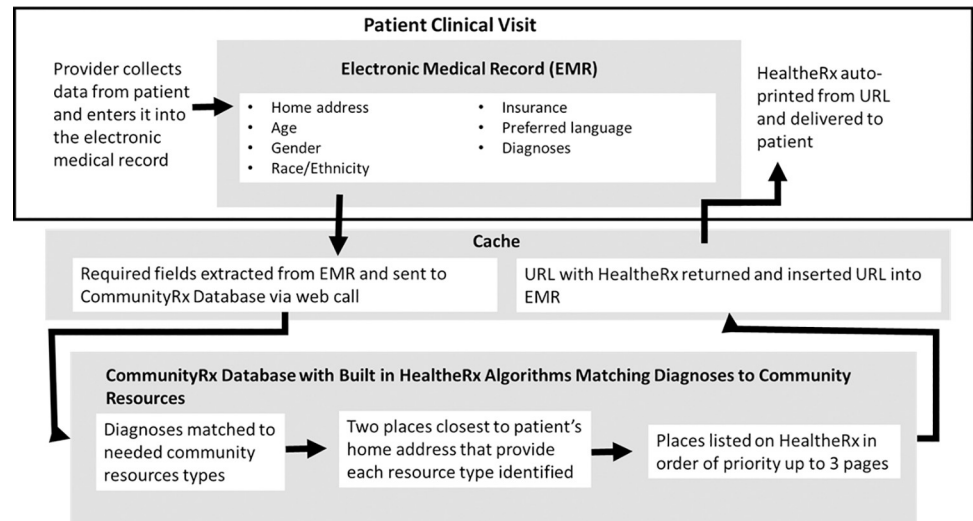 Patient Clinical Visit
Provider collects
data from patient
and enters it into
the electronic
medical record
Electronic Medical Record (EMR)
• Home address
• Age
• Gender
• Race/Ethnicity
• Insurance
• Preferred language
• Diagnoses
HealtheRx auto-
printed from URL
and delivered to
patient
Cache
Required fields extracted from EMR and sent to
CommunityRx Database via web call
URL with HealtheRx returned and inserted URL into
EMR
CommunityRx Database with Built in HealtheRx Algorithms Matching Diagnoses to Community
Resources
Diagnoses matched to
needed community
resources types
Two places closest to patient's
home address that provide
each resource type identified
Places listed on HealtheRx in
order of priority up to 3 pages